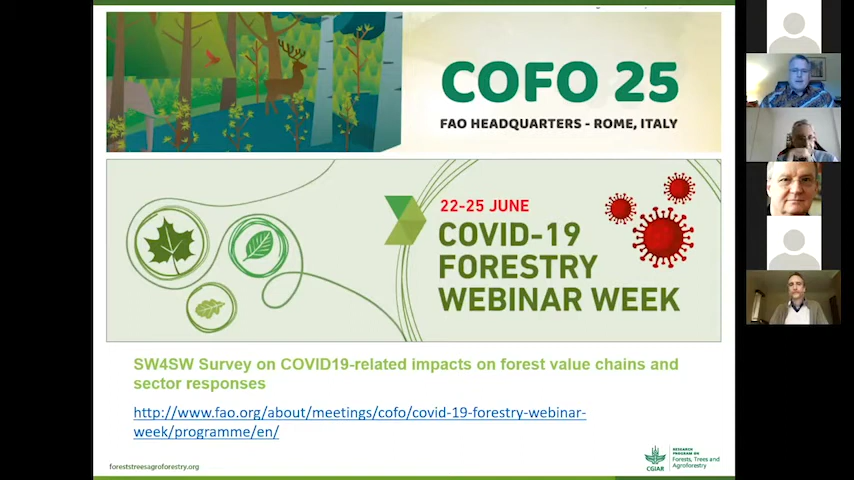 COFO 25
FAO HEADQUARTERS - ROME, ITALY
22-25 JUNE
COVID-19
FORESTRY
WEBINAR WEEK
SW4SW Survey on COVID19-related impacts on forest value chains and
sector responses
http://www.fao.org/about/meetings/cofo/covid-19-forestry-webinar-
week/programme/en/
foreststreesagroforestry.org
CGIAR
RESEARCH
PROGRAM ON
Forests, Trees and
Agroforestry